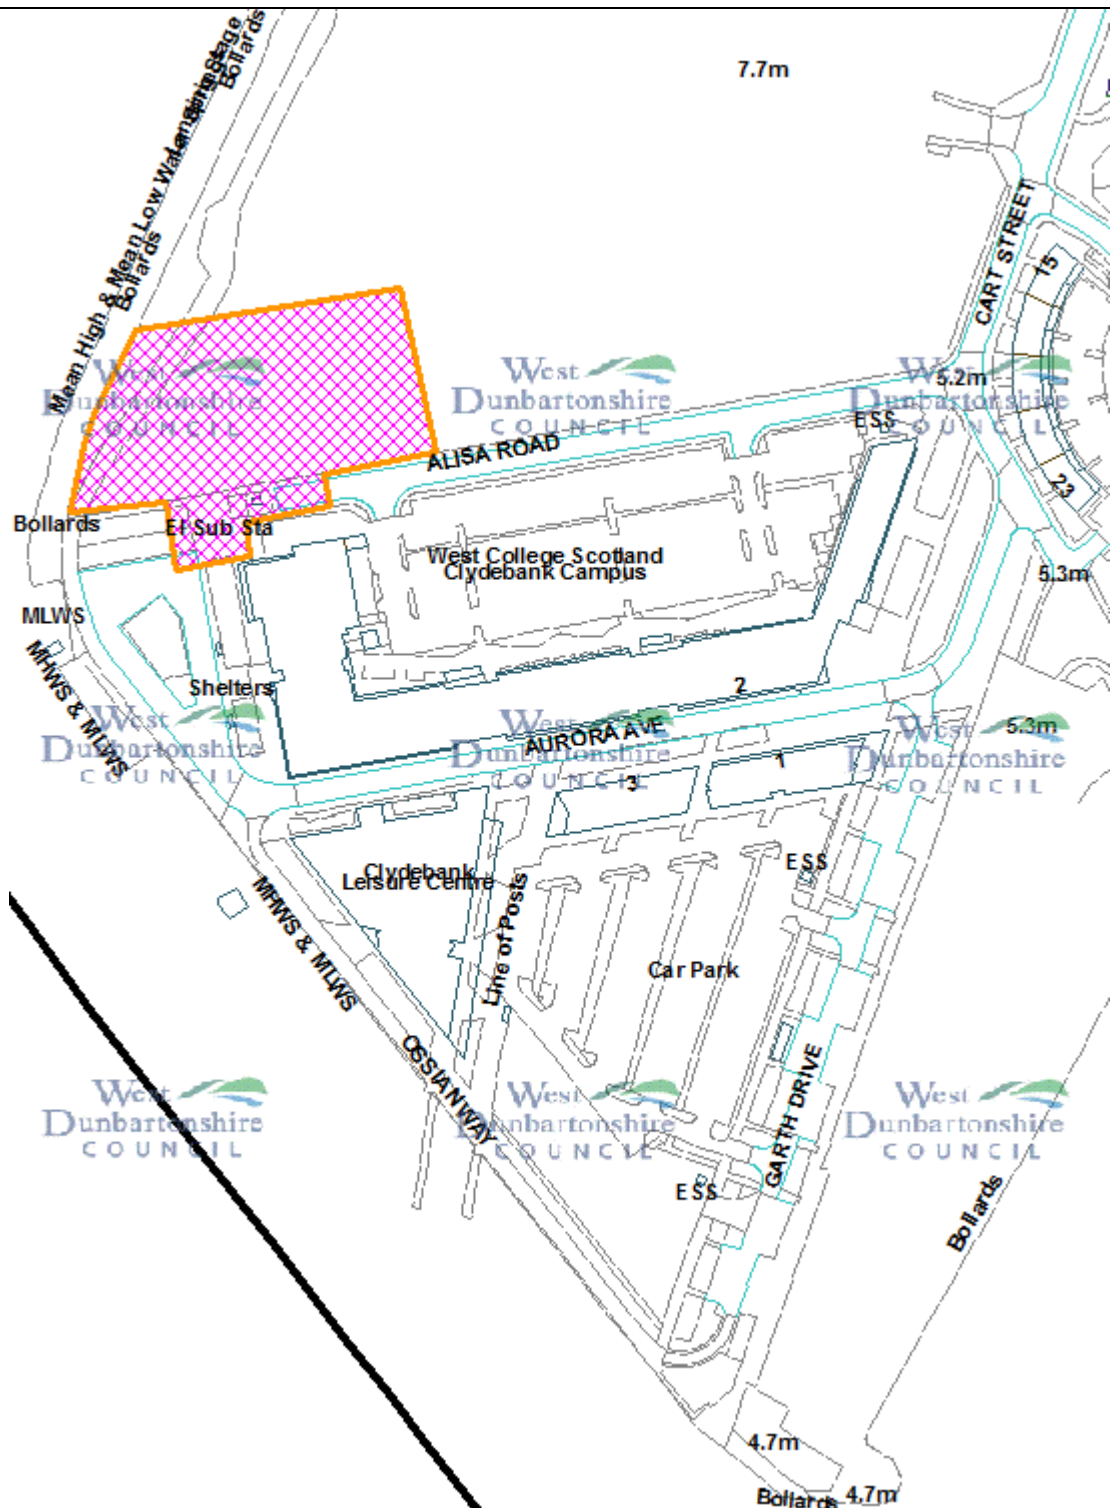 Bollards
Landing Stage
7.7m
Mean High & Mean Low Water Springs
Bollards
CART STREET
15
West
Dunbartonshire
COUNCIL
West
Dunbartonshire
COUNCIL
West
Dunbartonshire
COUNCIL
5.2m
ESS
ALISA ROAD
23
Bollards
El Sub Sta
West College Scotland
Clydebank Campus
5.3m
MLWS
MHWS & MLWS
Shelters
2
West
Dunbartonshire
COUNCIL
West
Dunbartonshire
COUNCIL
West
Dunbartonshire
COUNCIL
5.3m
AURORA AVE
1
3
ESS
Clydebank
Leisure Centre
MHWS & MLWS
Line of Posts
Car Park
OSSIAN WAY
GARTH DRIVE
West
Dunbartonshire
COUNCIL
West
Dunbartonshire
COUNCIL
West
Dunbartonshire
COUNCIL
ESS
Bollards
4.7m
Bollards
4.7m